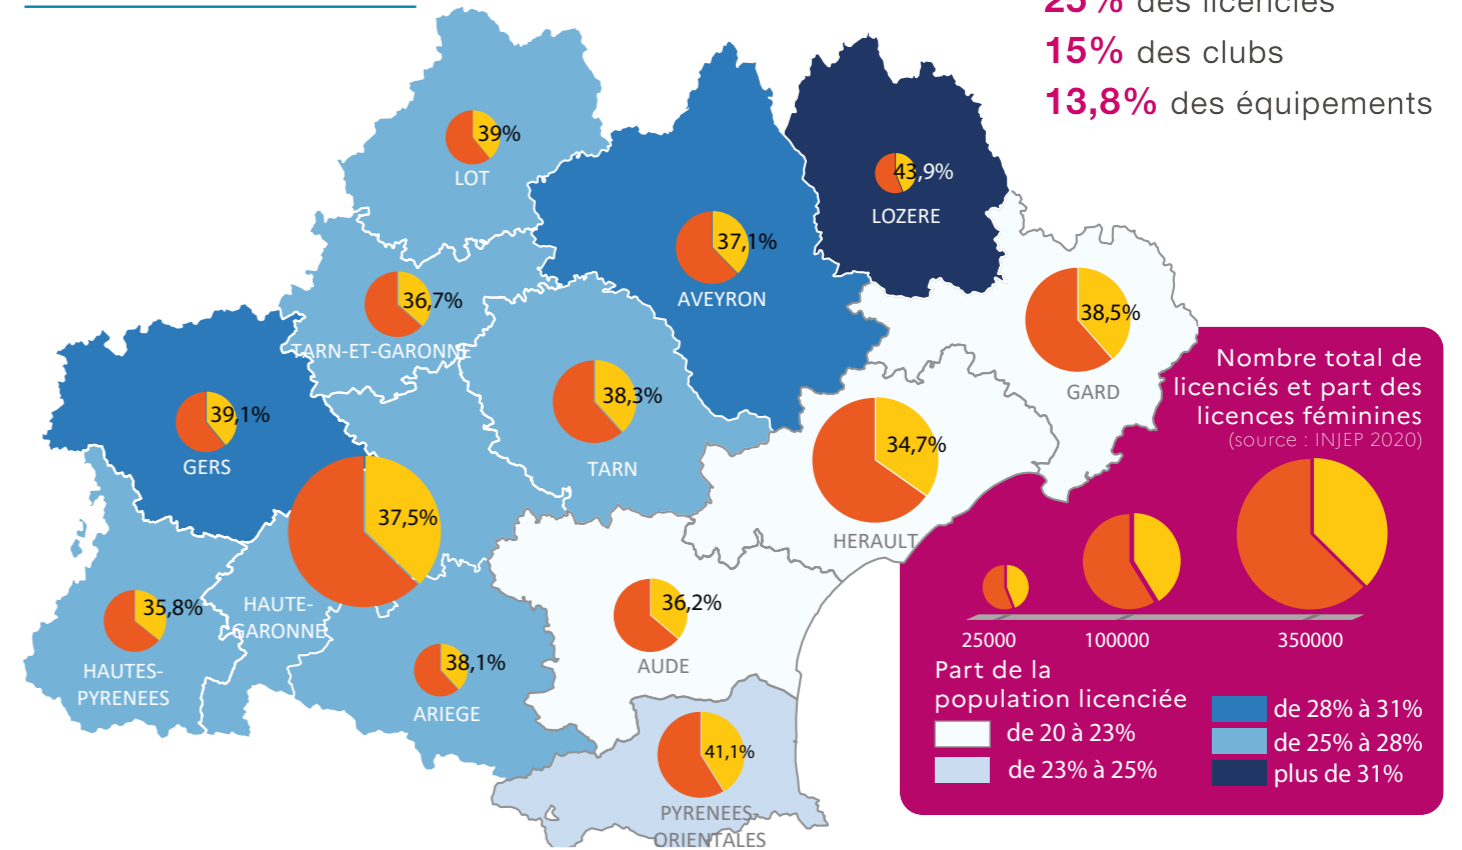 25% des licenciés
15% des clubs
13,8% des équipements
39%
LOT
43,9%
LOZERE
37,1%
AVEYRON
36,7%
TARN-ET-GARONNE
38,5%
GARD
39,1%
GERS
38,3%
TARN
34,7%
HERAULT
37,5%
HAUTE-
GARONNE
35,8%
HAUTES-
PYRENEES
38,1%
ARIEGE
36,2%
AUDE
41,1%
PYRENEES-
ORIENTALES
Nombre total de
licenciés et part des
licences féminines
(source : INJEP 2020)
25000
100000
350000
Part de la
population licenciée
de 20 à 23%
de 23% à 25%
de 28% à 31%
de 25% à 28%
plus de 31%